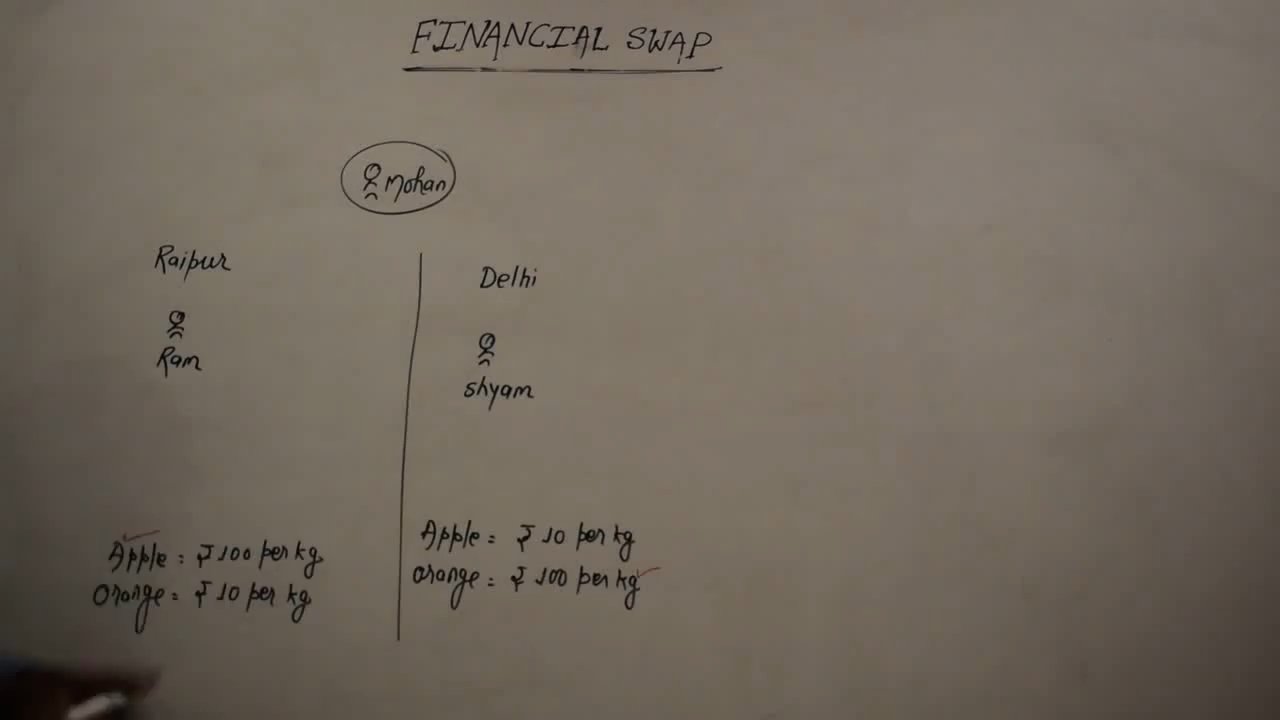 FINANCIAL SWAP
Mohan
Raipur
Ram
Apple = ₹ 100 per kg
Orange = ₹ 10 per kg
Delhi
shyam
Apple = ₹ 10 per kg
Orange = ₹ 100 per kg